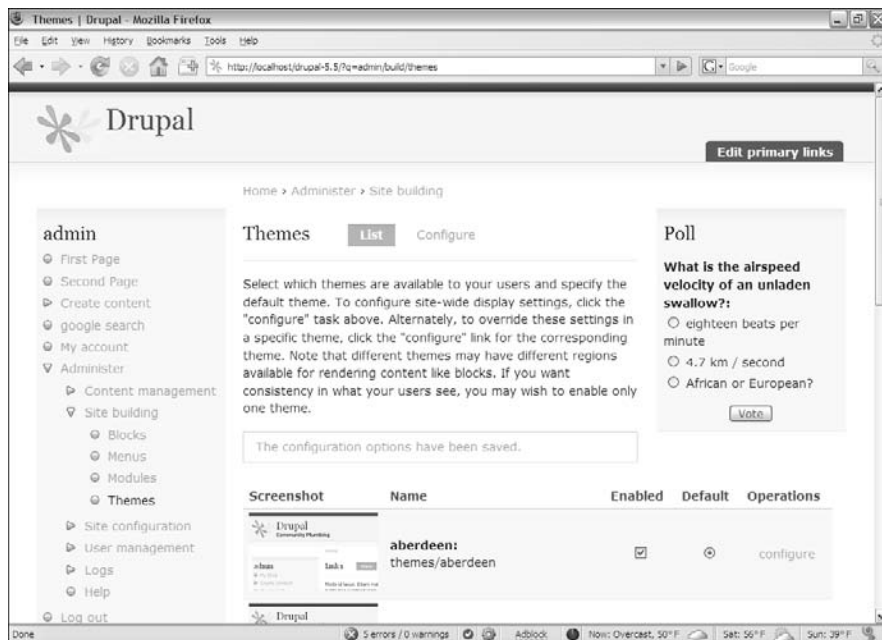 Themes | Drupal - Mozilla Firefox
File Edit View History Bookmarks Tools Help
http://localhost/drupal-5.5/?q=admin/build/themes
Google
Drupal
Edit primary links
Home > Administer > Site building
admin
First Page
Second Page
Create content
google search
My account
Administer
Content management
Site building
Blocks
Menus
Modules
Themes
Site configuration
User management
Logs
Help
Log out
Themes List Configure
Select which themes are available to your users and specify the
default theme. To configure site-wide display settings, click the
"configure" task above. Alternately, to override these settings in
a specific theme, click the "configure" link for the corresponding
theme. Note that different themes may have different regions
available for rendering content like blocks. If you want
consistency in what your users see, you may wish to enable only
one theme.
The configuration options have been saved.
Screenshot Name Enabled Default Operations
Drupal
Community Plumbing
admin
links
aberdeen:
themes/aberdeen
configure
Drupal
Poll
What is the airspeed
velocity of an unladen
swallow?:
eighteen beats per
minute
4.7 km / second
African or European?
Vote
Done
5 errors / 0 warnings
Adblock
Now: Overcast, 50° F
Sat: 56° F
Sun: 39° F